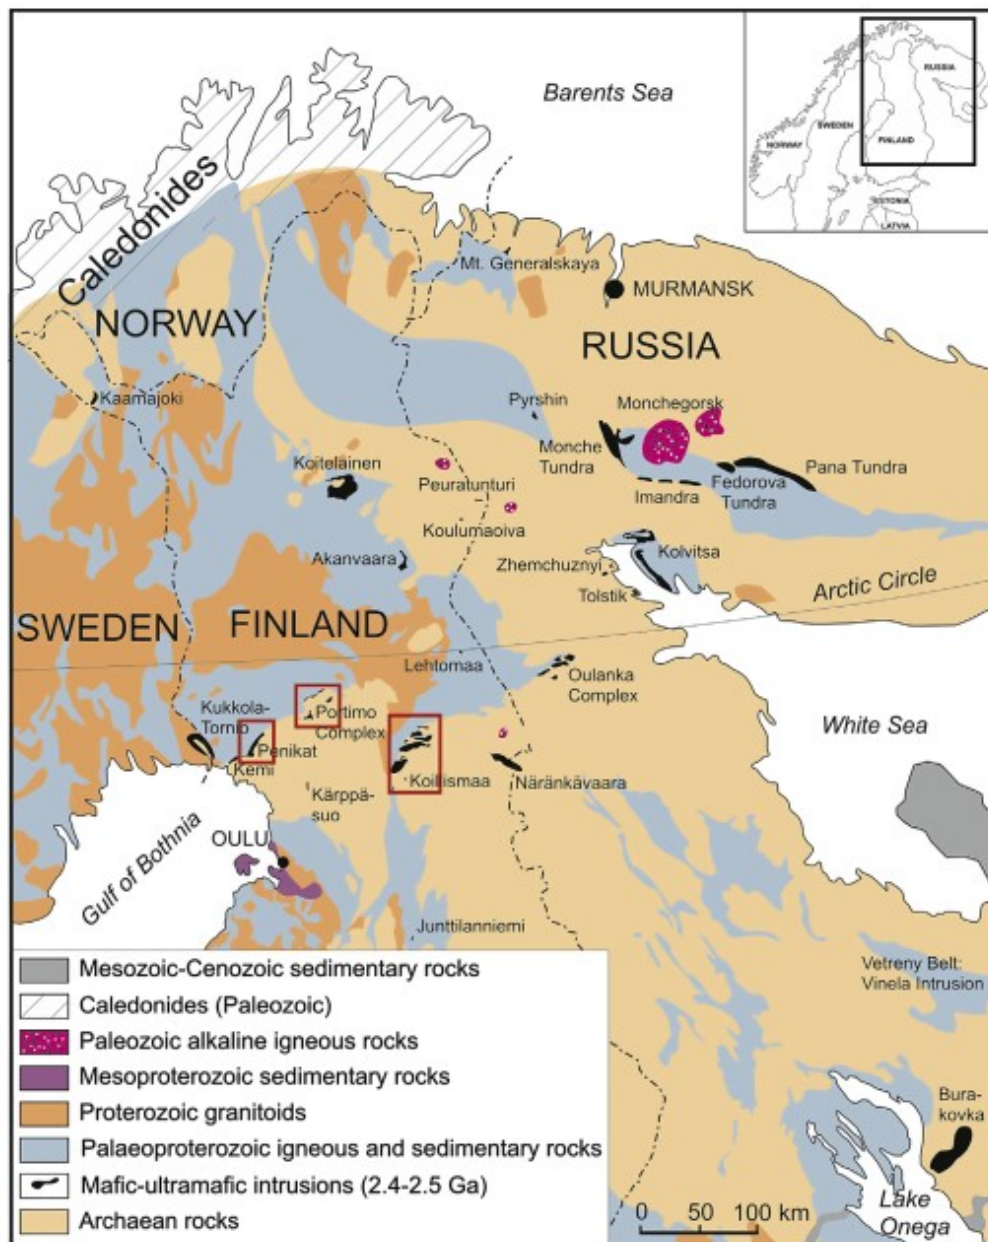 Barents Sea
NORWAY
SWEDEN
FINLAND
RUSSIA
ESTONIA
LATVIA
Caledonides
NORWAY
Mt. Generalskaya
MURMANSK
RUSSIA
Kaamajoki
Pyrshin
Monchegorsk
Monche
Tundra
Koitelainen
Peuratunturi
Imandra
Fedorova
Tundra
Pana Tundra
Koulumaoiva
Akanvaara
Zhemchuznyi
Kolvitsa
Tolstik
Arctic Circle
SWEDEN
FINLAND
Lehtomaa
Oulanka
Complex
Kukkola-
Tornio
Portimo
Complex
Penikat
Kemi
Koillismaa
Näränkävaara
White Sea
Kärppä-
suo
Gulf of Bothnia
OULU
Junttilanniemi
Vetreny Belt:
Vinela Intrusion
Bura-
kovka
Lake
Onega
Mesozoic-Cenozoic sedimentary rocks
Caledonides (Paleozoic)
Paleozoic alkaline igneous rocks
Mesoproterozoic sedimentary rocks
Proterozoic granitoids
Palaeoproterozoic igneous and sedimentary rocks
Mafic-ultramafic intrusions (2.4-2.5 Ga)
Archaean rocks
0 50 100 km